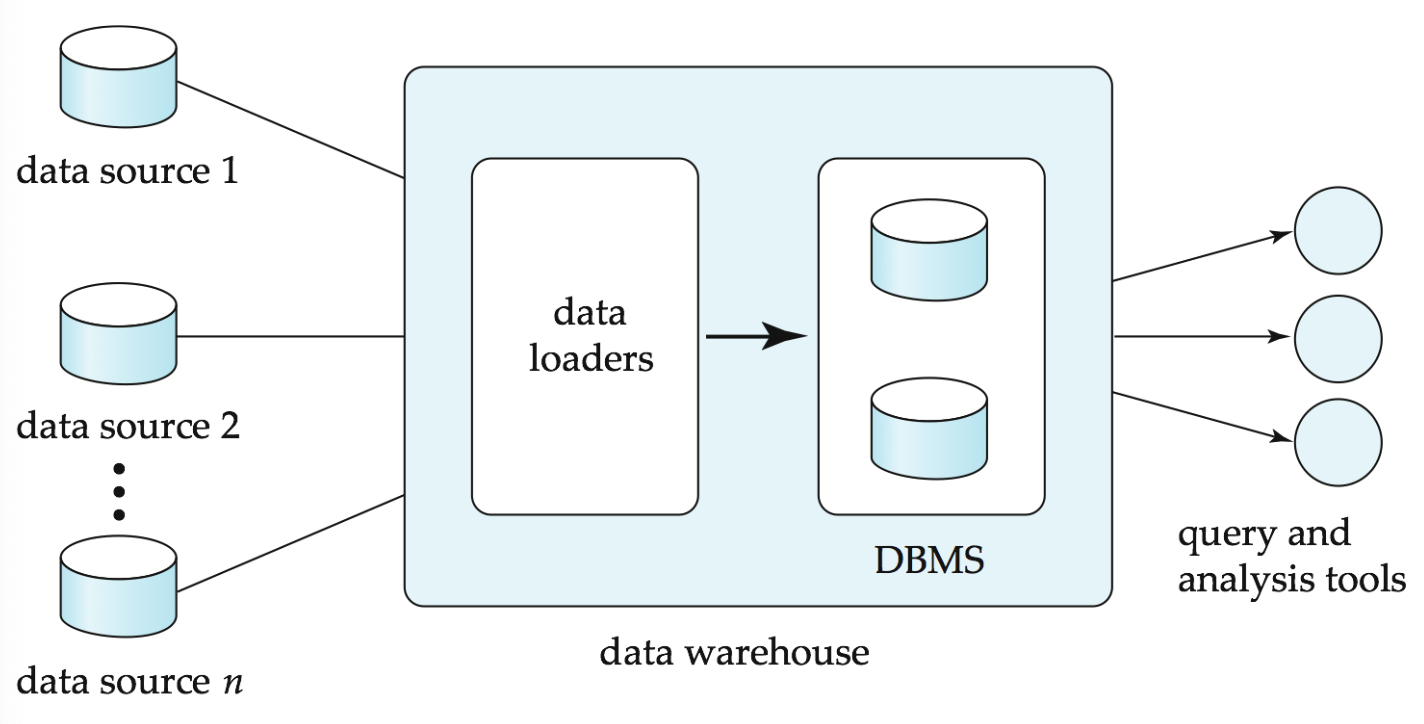 data source 1
data source 2
data source n
data
loaders
DBMS
data warehouse
query and
analysis tools